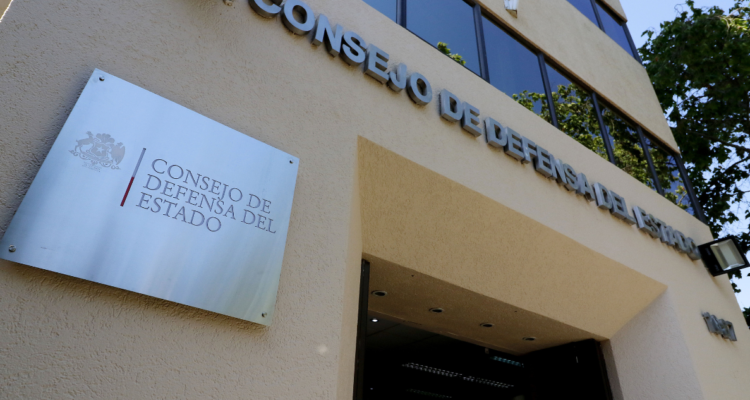 CONSEJO DE DEFENSA DEL ESTADO
CONSEJO DE
DEFENSA DEL
ESTADO